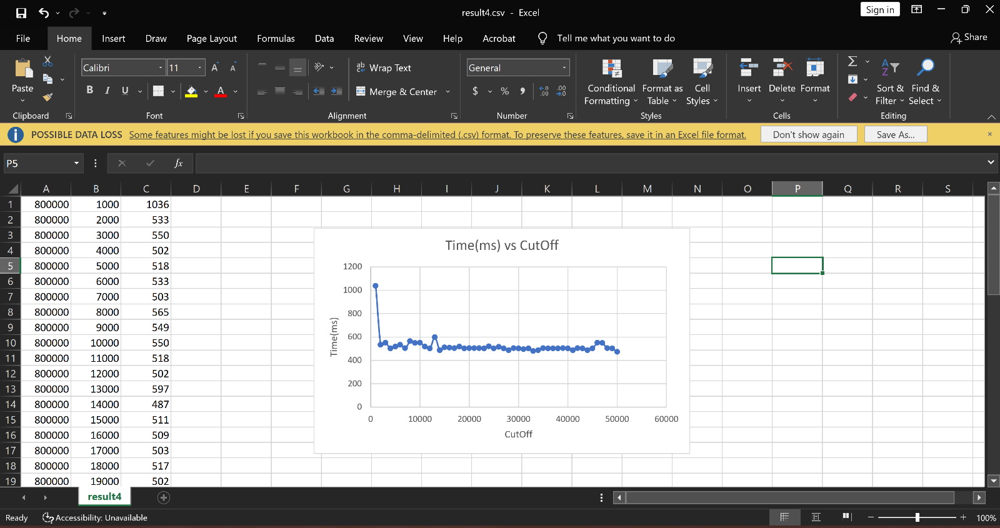 result4.csv - Excel
Sign in
File Home Insert Draw Page Layout Formulas Data Review View Help Acrobat Tell me what you want to do
Share
Paste
Calibri 11 A A
B I U A
ab Wrap Text
Merge & Center
General
$ % 9 .0 .00 .00 .0
Conditional Formatting
Format as Table
Cell Styles
Insert Delete Format
Sort & Filter
Find & Select
Clipboard Font Alignment Number Styles Cells Editing
POSSIBLE DATA LOSS Some features might be lost if you save this workbook in the comma-delimited (.csv) format. To preserve these features, save it in an Excel file format. Don't show again Save As...
P5 fx
A B C D E F G H I J K L M N O P Q R S
1 800000 1000 1036
2 800000 2000 533
3 800000 3000 550
4 800000 4000 502
5 800000 5000 518
6 800000 6000 533
7 800000 7000 503
8 800000 8000 565
9 800000 9000 549
10 800000 10000 550
11 800000 11000 518
12 800000 12000 502
13 800000 13000 597
14 800000 14000 487
15 800000 15000 511
16 800000 16000 509
17 800000 17000 503
18 800000 18000 517
19 800000 19000 502
Time(ms) vs CutOff
Time(ms)
1200
1000
800
600
400
200
0
0 10000 20000 30000 40000 50000 60000
CutOff
result4
Ready Accessibility: Unavailable
100%